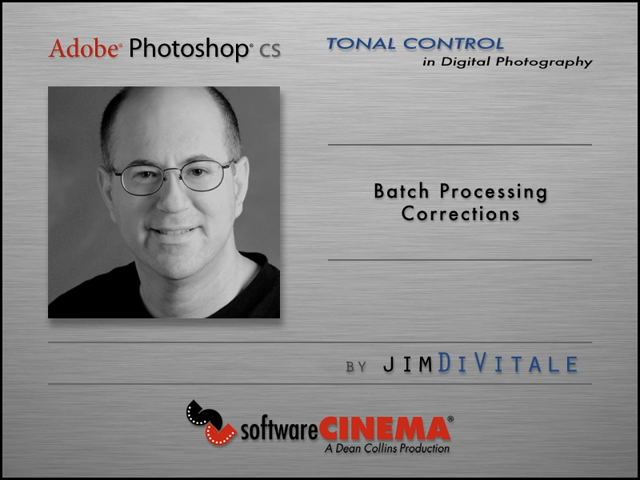 Adobe® Photoshop® CS
TONAL CONTROL
in Digital Photography
Batch Processing
Corrections
BY JIMDIVITALE
softwareCINEMA®
A Dean Collins Production